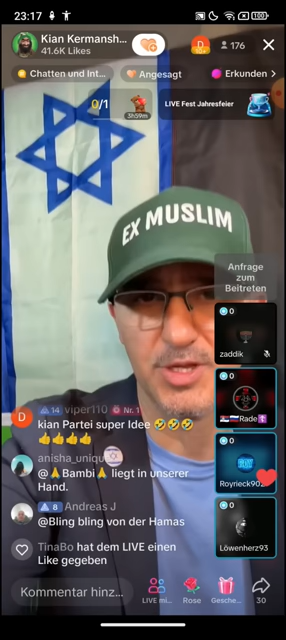 23:17
100
Kian Kermansh...
41.6K Likes
D
176
Chatten und Int...
Angesagt
Erkunden
0/1
3h59m
LIVE Fest Jahresfeier
EX MUSLIM
Anfrage
zum
Beitreten
0
zaddik
0
Rade
0
Royrieck902
0
Löwenherz93
D
14 viper110 Nr. 1
kian Partei super Idee 🤣🤣🤣
👍👍👍👍
anisha_uniqu
@🙏Bambi🙏 liegt in unserer
Hand.
8 Andreas J
@Bling bling von der Hamas
TinaBo hat dem LIVE einen
Like gegeben
Kommentar hinz...
LIVE mi...
Rose
Gesche...
30